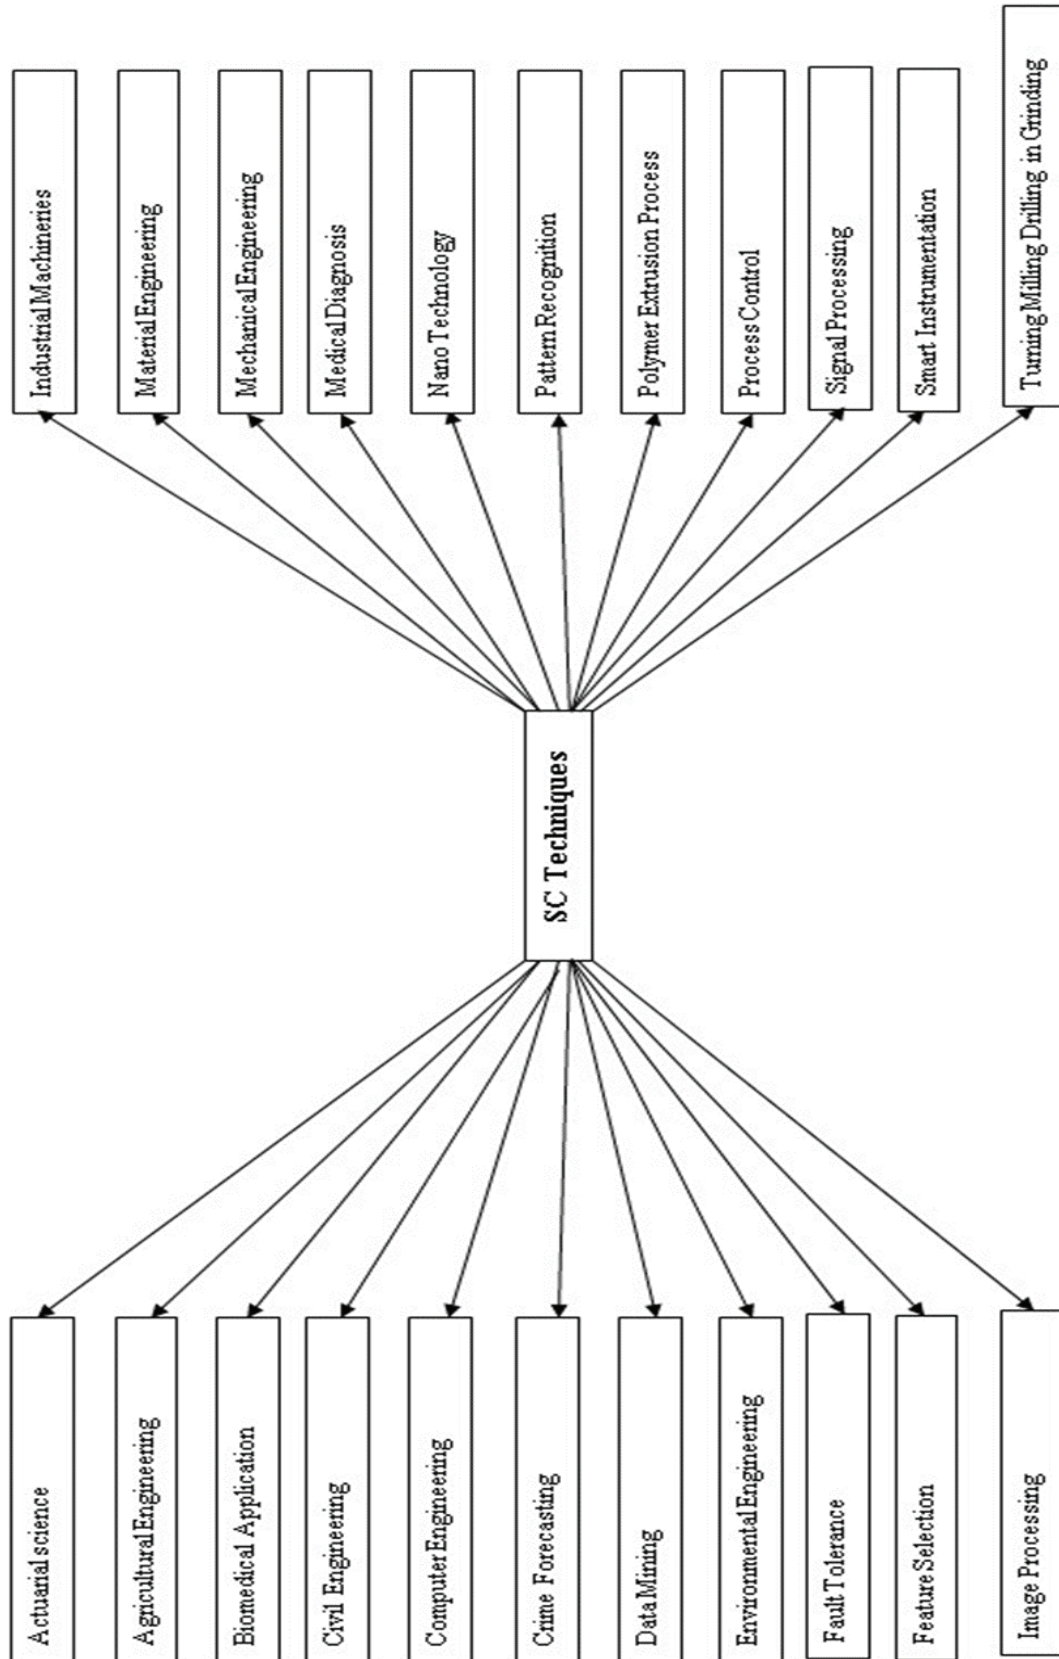 Actuarial science
Agricultural Engineering
Biomedical Application
Civil Engineering
Computer Engineering
Crime Forecasting
Data Mining
Environmental Engineering
Fault Tolerance
Feature Selection
Image Processing
SC Techniques
Industrial Machineries
Material Engineering
Mechanical Engineering
Medical Diagnosis
Nano Technology
Pattern Recognition
Polymer Extrusion Process
Process Control
Signal Processing
Smart Instrumentation
Turning Milling Drilling in Grinding